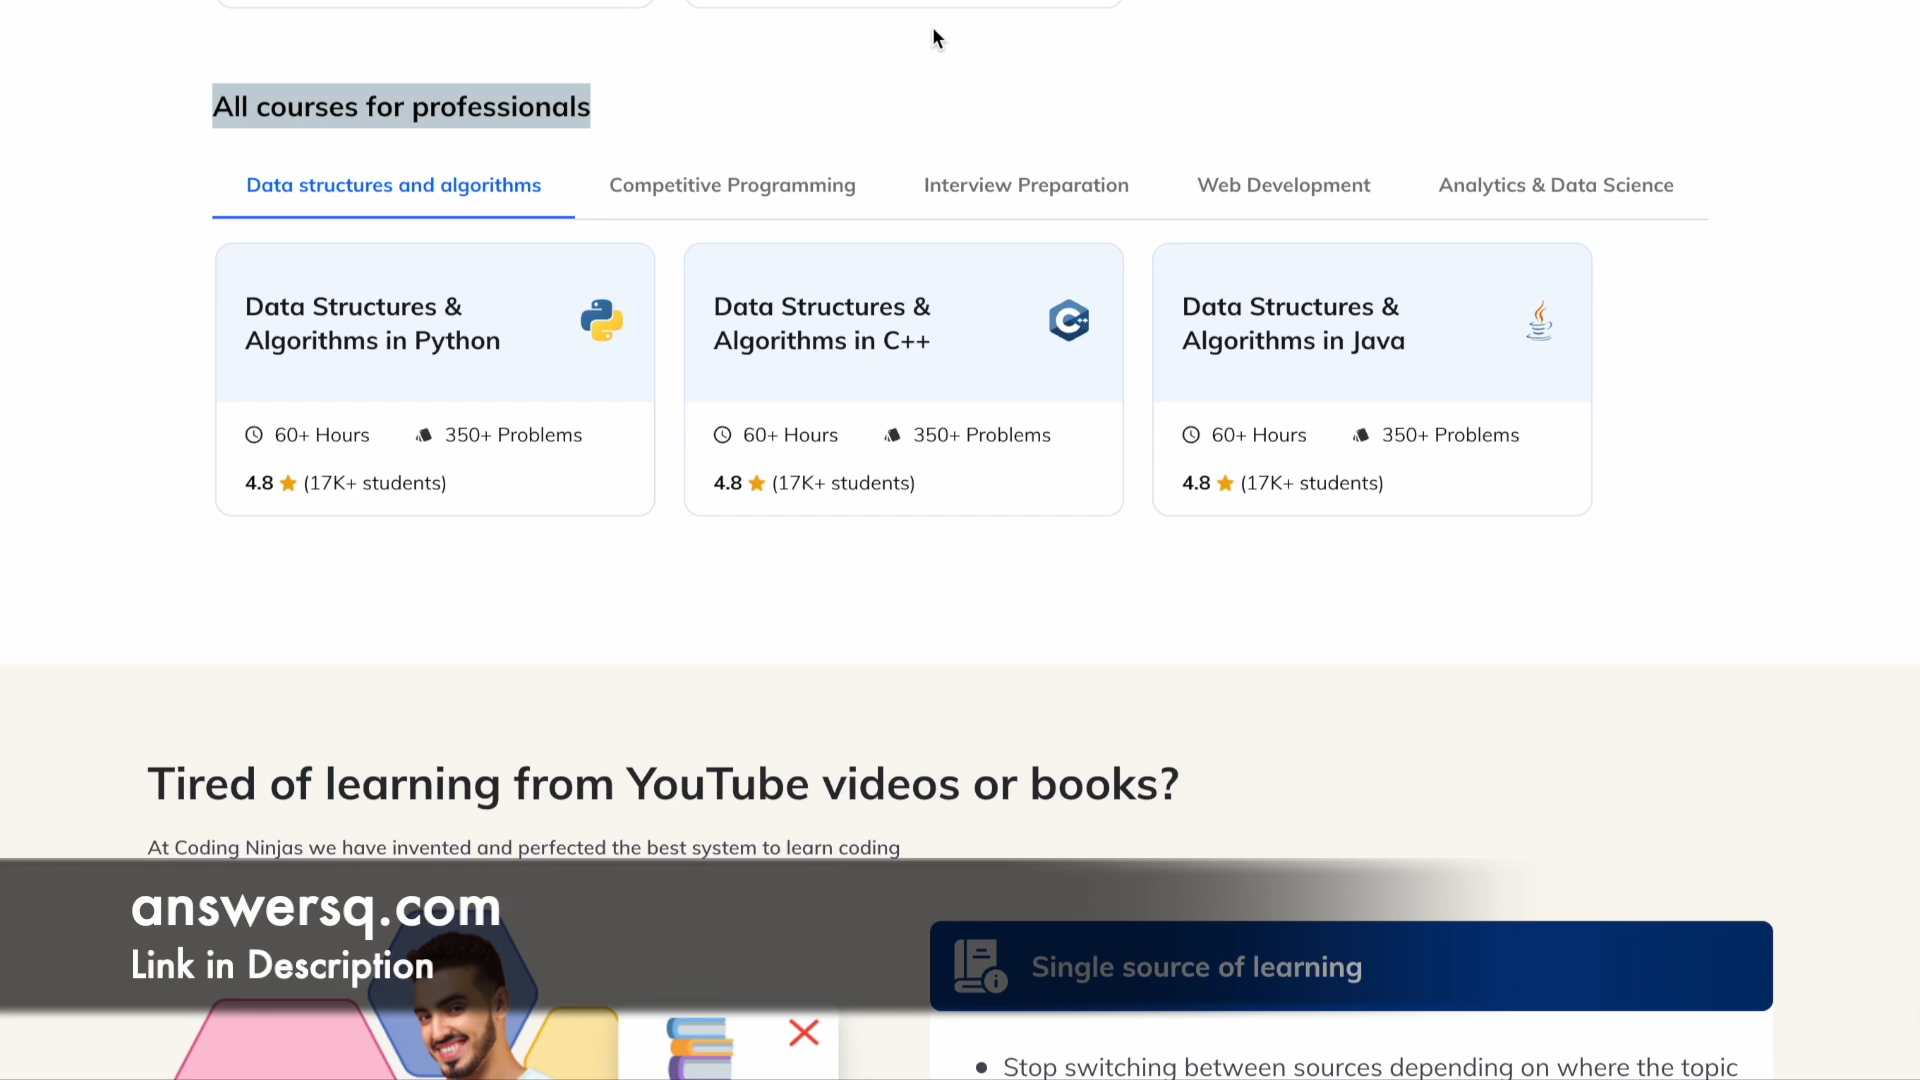 All courses for professionals
Data structures and algorithms
Competitive Programming
Interview Preparation
Web Development
Analytics & Data Science
Data Structures &
Algorithms in Python
60+ Hours
350+ Problems
4.8 (17K+ students)
Data Structures &
Algorithms in C++
C++
60+ Hours
350+ Problems
4.8 (17K+ students)
Data Structures &
Algorithms in Java
60+ Hours
350+ Problems
4.8 (17K+ students)
Tired of learning from YouTube videos or books?
At Coding Ninjas we have invented and perfected the best system to learn coding
answersq.com
Link in Description
Single source of learning
Stop switching between sources depending on where the topic